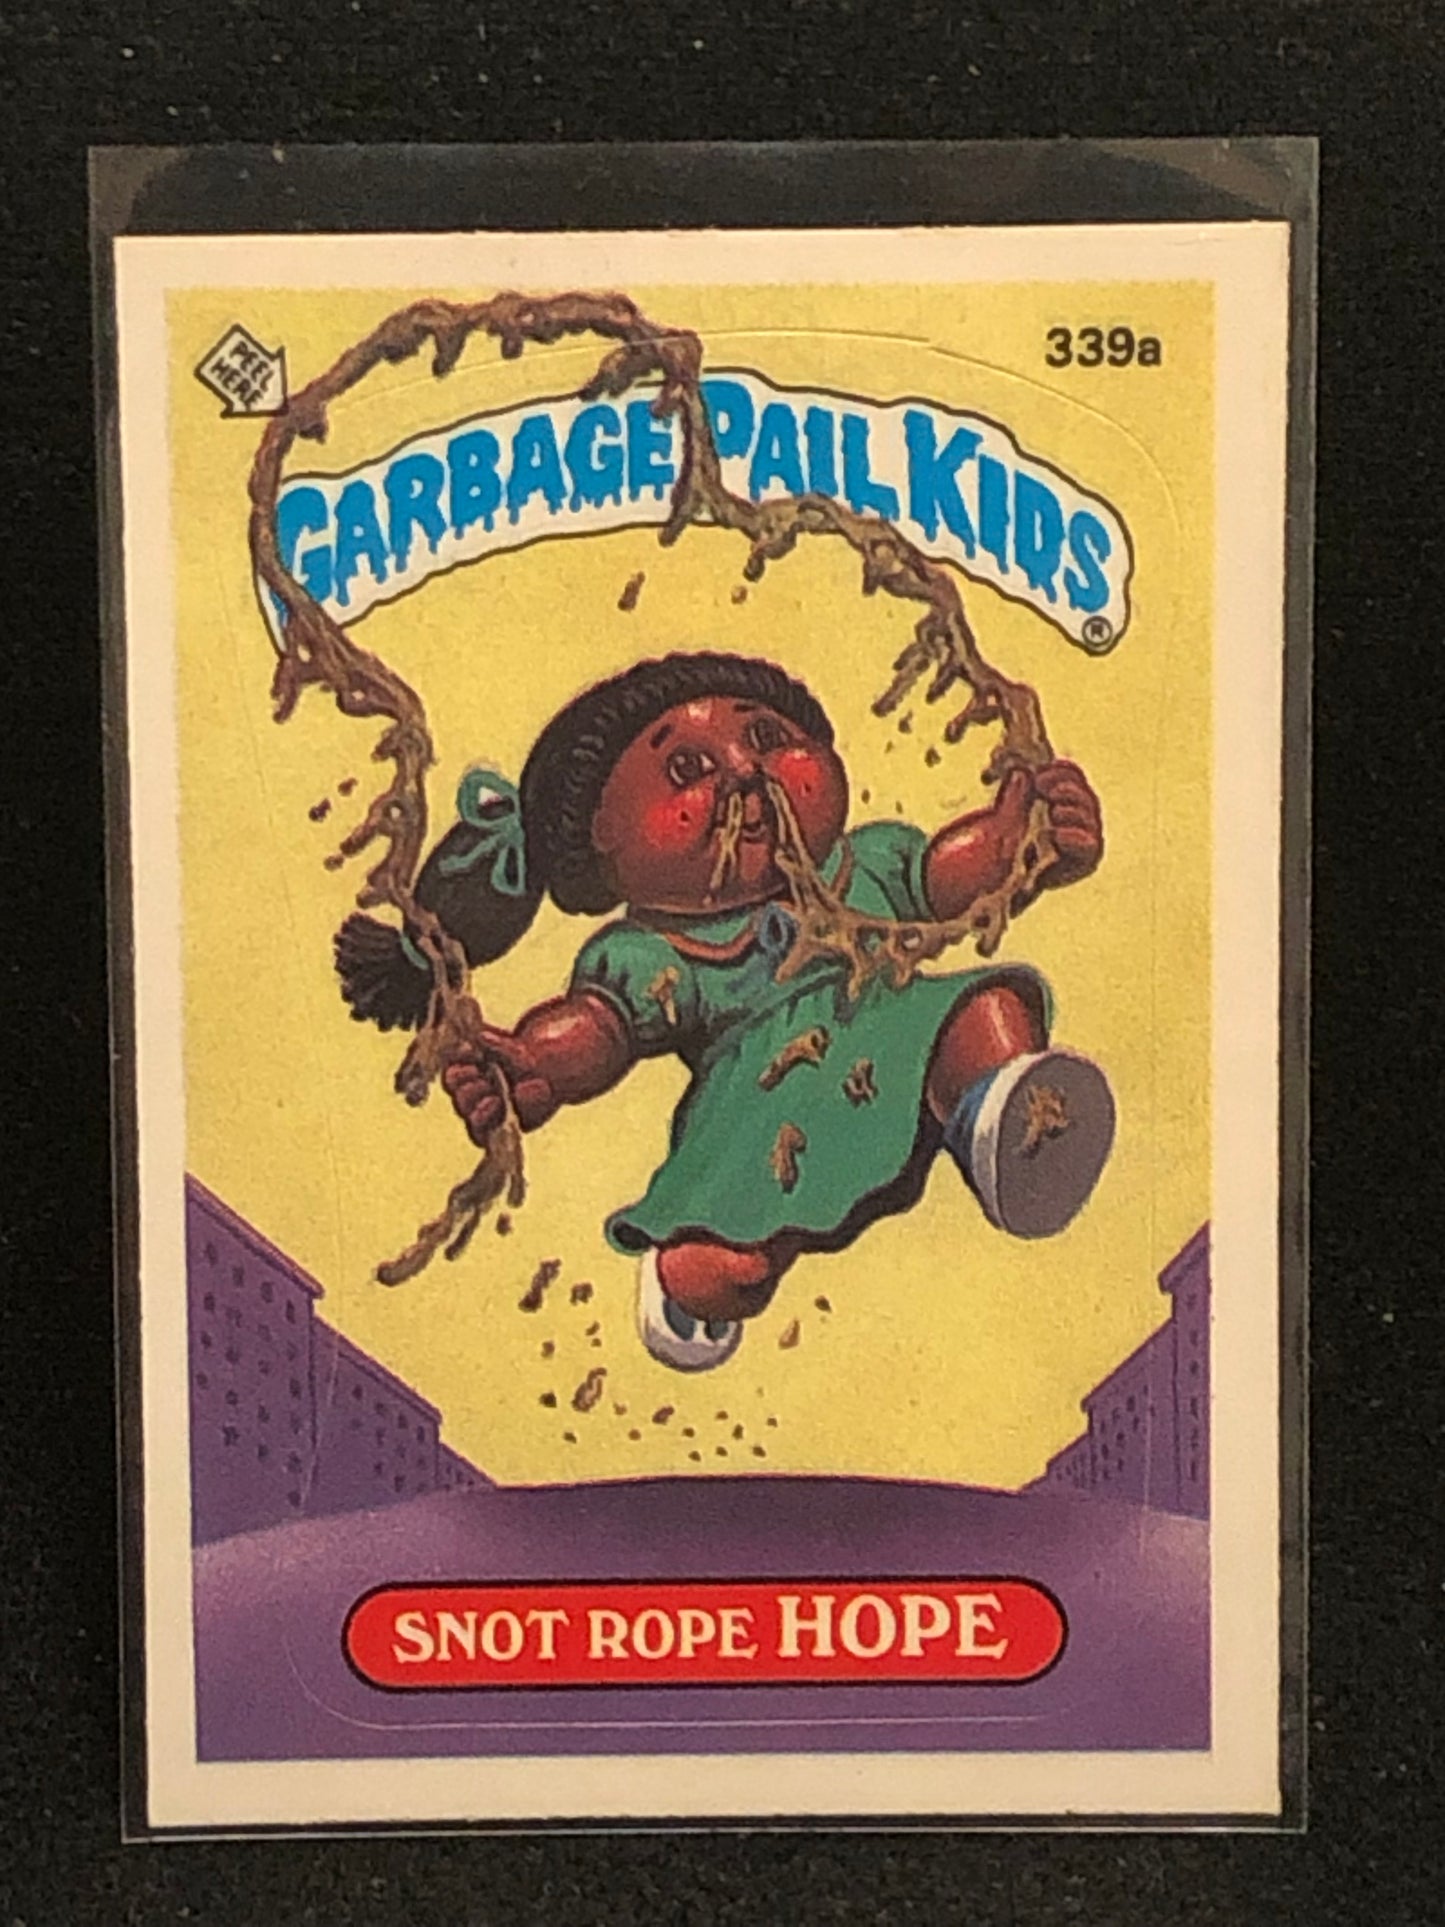 PEEL
HERE
339a
GARBAGE PAIL KIDS
®
SNOT ROPE HOPE